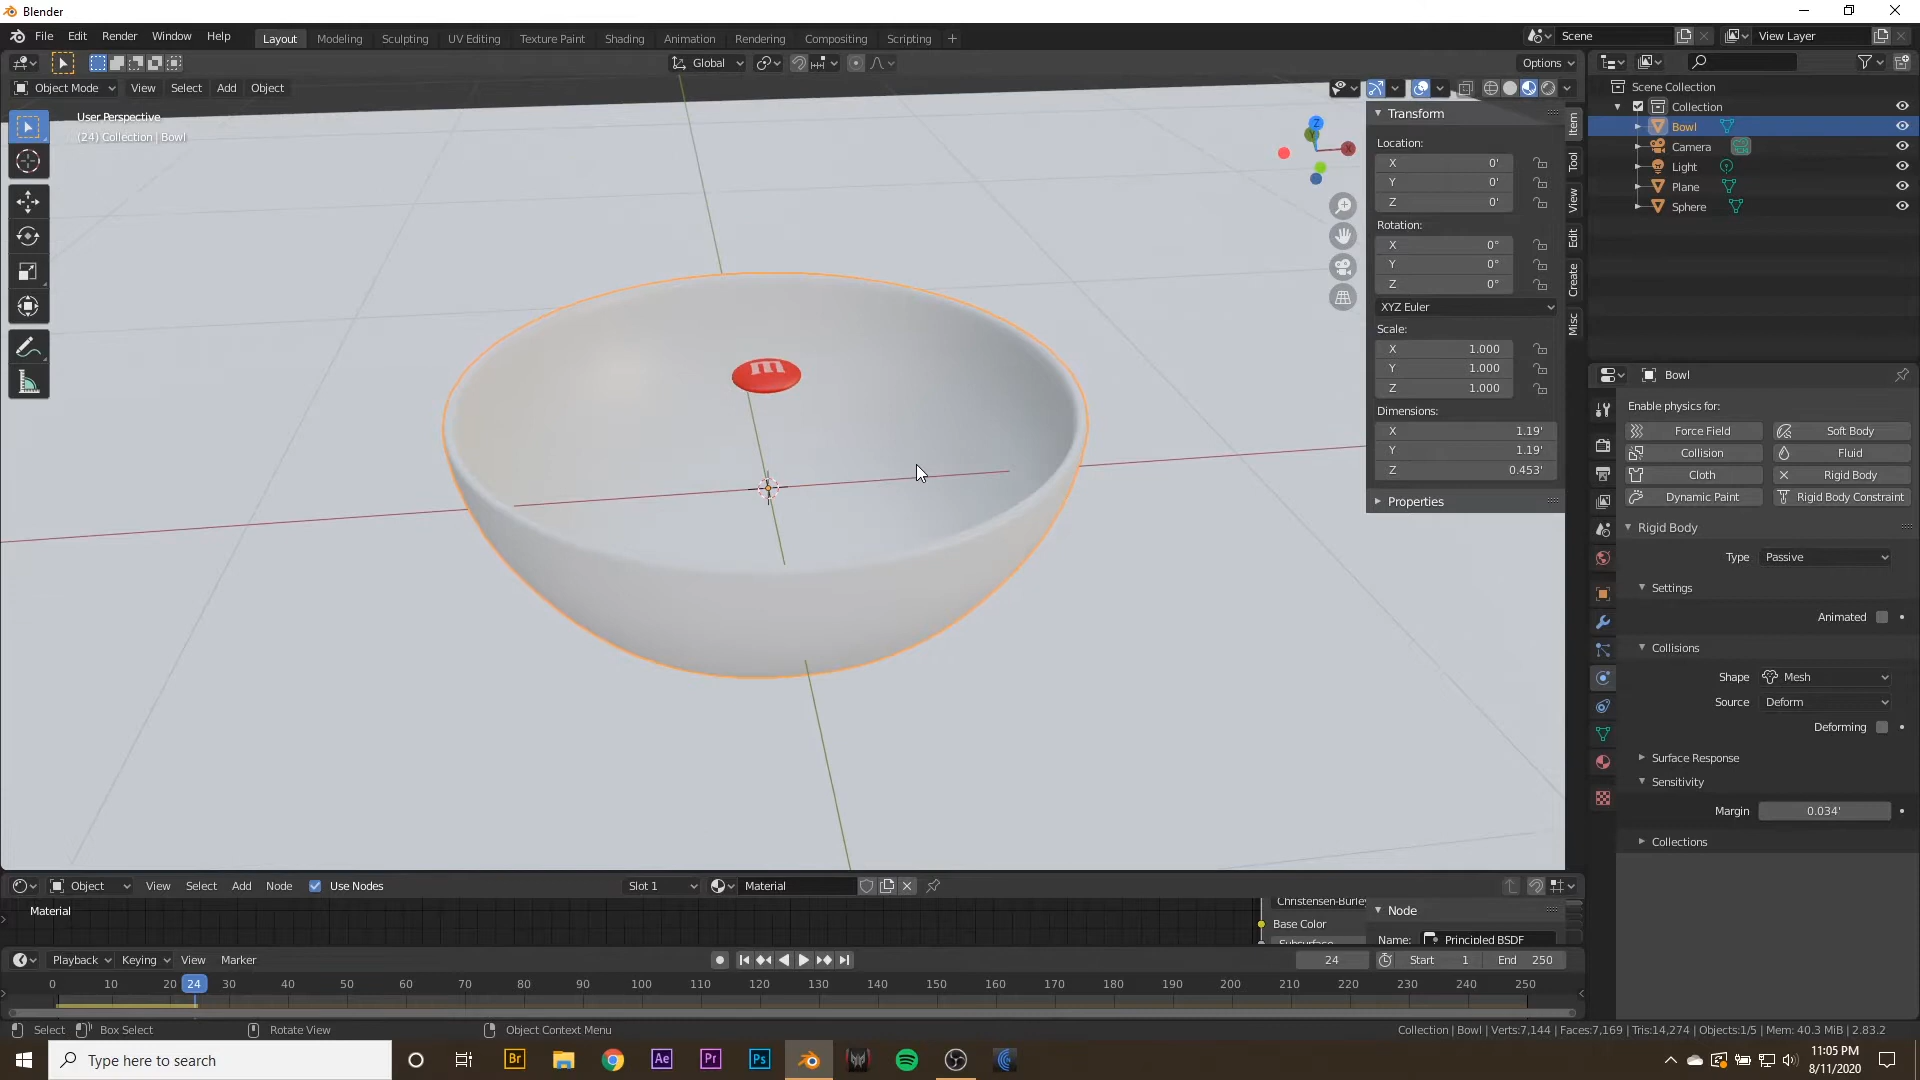 Blender
File Edit Render Window Help
Layout Modeling Sculpting UV Editing Texture Paint Shading Animation Rendering Compositing Scripting
Scene
View Layer
Global
Options
Object Mode View Select Add Object
User Perspective
(24) Collection | Bowl
m
Z
Y
X
Item
Tool
View
Edit
Create
Misc
Transform
Location:
X 0'
Y 0'
Z 0'
Rotation:
X 0°
Y 0°
Z 0°
XYZ Euler
Scale:
X 1.000
Y 1.000
Z 1.000
Dimensions:
X 1.19'
Y 1.19'
Z 0.453'
Properties
Scene Collection
Collection
Bowl
Camera
Light
Plane
Sphere
Bowl
Enable physics for:
Force Field Soft Body
Collision Fluid
Cloth Rigid Body
Dynamic Paint Rigid Body Constraint
Rigid Body
Type Passive
Settings
Animated
Collisions
Shape Mesh
Source Deform
Deforming
Surface Response
Sensitivity
Margin 0.034'
Collections
Object View Select Add Node Use Nodes Slot 1 Material
Material
Christensen-Burley
Base Color
Subsurface
Node
Name: Principled BSDF
Playback Keying View Marker 24 Start 1 End 250
0 10 20 24 30 40 50 60 70 80 90 100 110 120 130 140 150 160 170 180 190 200 210 220 230 240 250
Select Box Select Rotate View Object Context Menu
Collection | Bowl | Verts:7,144 | Faces:7,169 | Tris:14,274 | Objects:1/5 | Mem: 40.3 MiB | 2.83.2
Type here to search
Br Ae Pr Ps
11:05 PM
8/11/2020